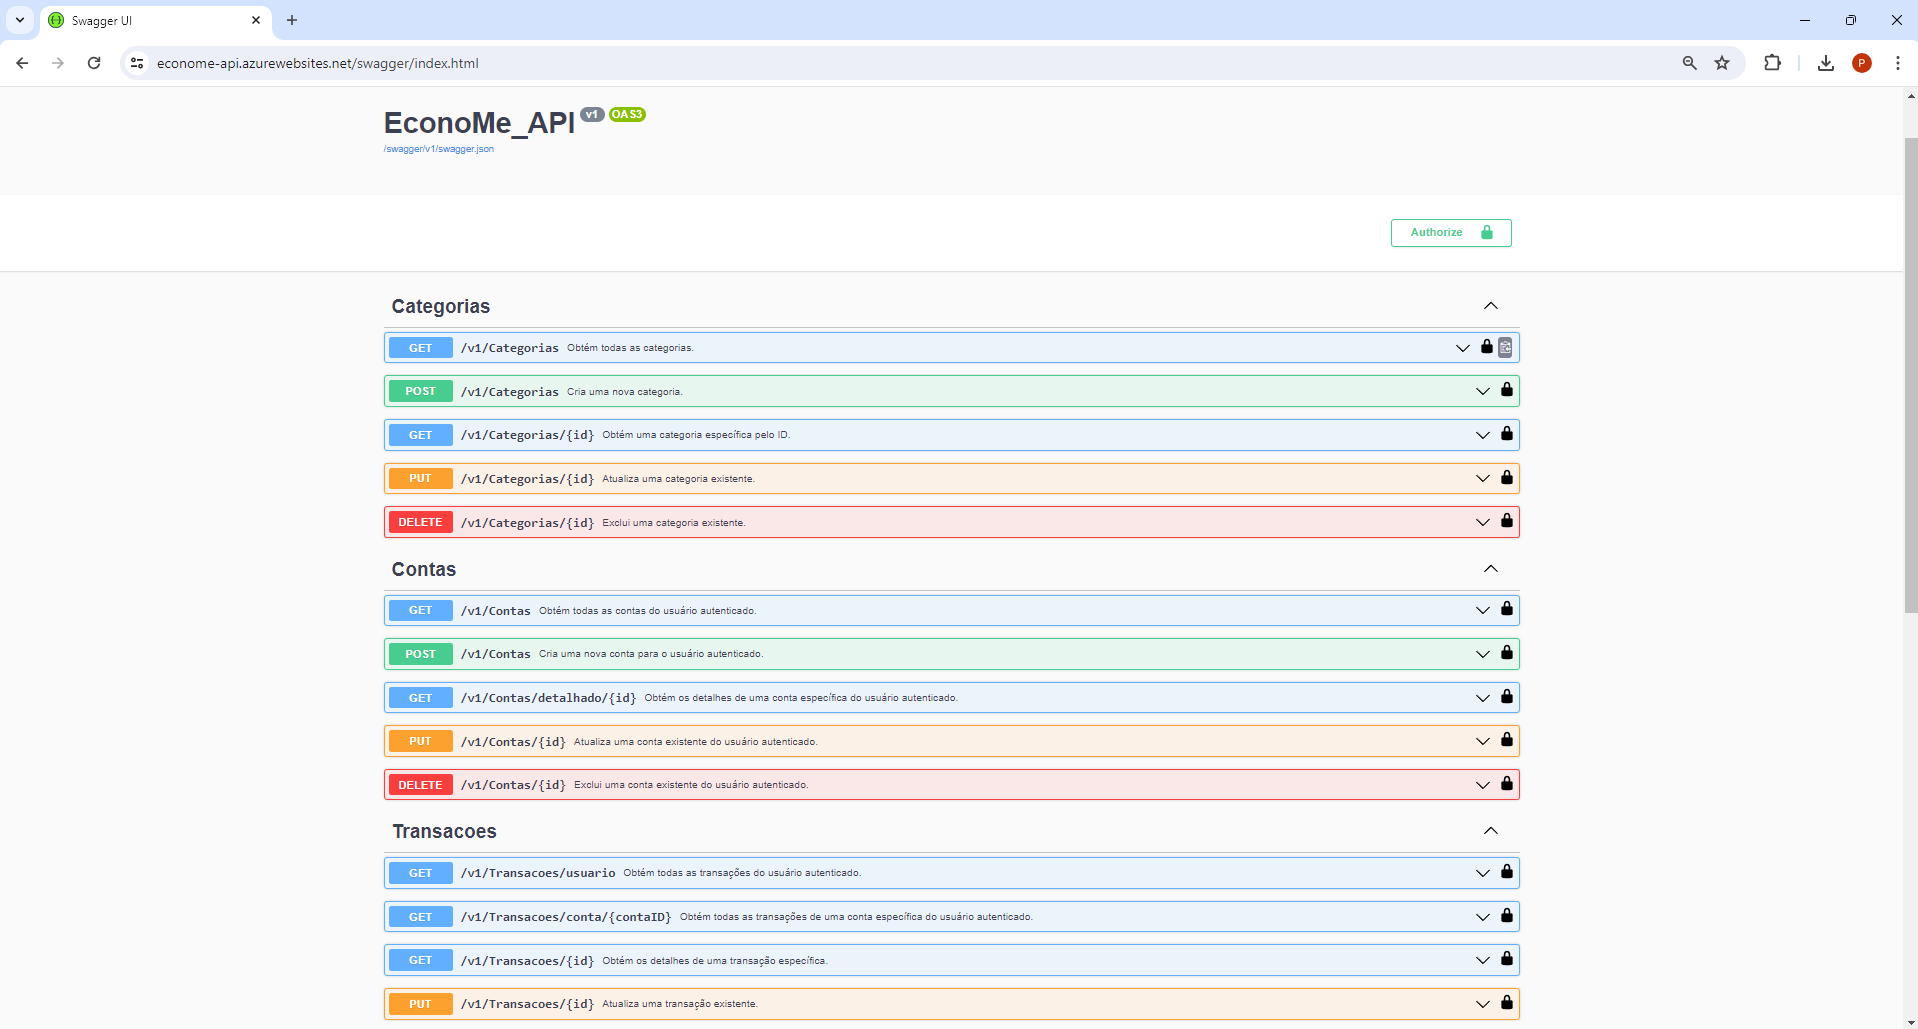 Swagger UI
econome-api.azurewebsites.net/swagger/index.html
P
EconoMe_API v1 OAS3
/swagger/v1/swagger.json
Authorize
Categorias
GET /v1/Categorias Obtém todas as categorias.
POST /v1/Categorias Cria uma nova categoria.
GET /v1/Categorias/{id} Obtém uma categoria específica pelo ID.
PUT /v1/Categorias/{id} Atualiza uma categoria existente.
DELETE /v1/Categorias/{id} Exclui uma categoria existente.
Contas
GET /v1/Contas Obtém todas as contas do usuário autenticado.
POST /v1/Contas Cria uma nova conta para o usuário autenticado.
GET /v1/Contas/detalhado/{id} Obtém os detalhes de uma conta específica do usuário autenticado.
PUT /v1/Contas/{id} Atualiza uma conta existente do usuário autenticado.
DELETE /v1/Contas/{id} Exclui uma conta existente do usuário autenticado.
Transacoes
GET /v1/Transacoes/usuario Obtém todas as transações do usuário autenticado.
GET /v1/Transacoes/conta/{contaID} Obtém todas as transações de uma conta específica do usuário autenticado.
GET /v1/Transacoes/{id} Obtém os detalhes de uma transação específica.
PUT /v1/Transacoes/{id} Atualiza uma transação existente.